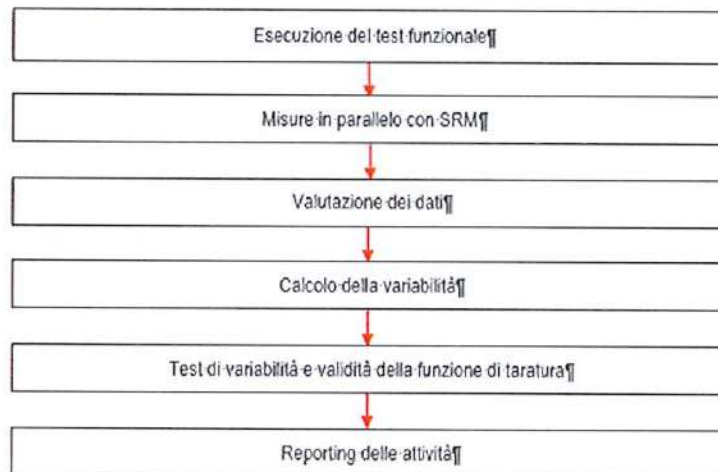 Esecuzione del test funzionale¶
Misure in parallelo con SRM¶
Valutazione dei dati¶
Calcolo della variabilità¶
Test di variabilità e validità della funzione di taratura¶
Reporting delle attività¶